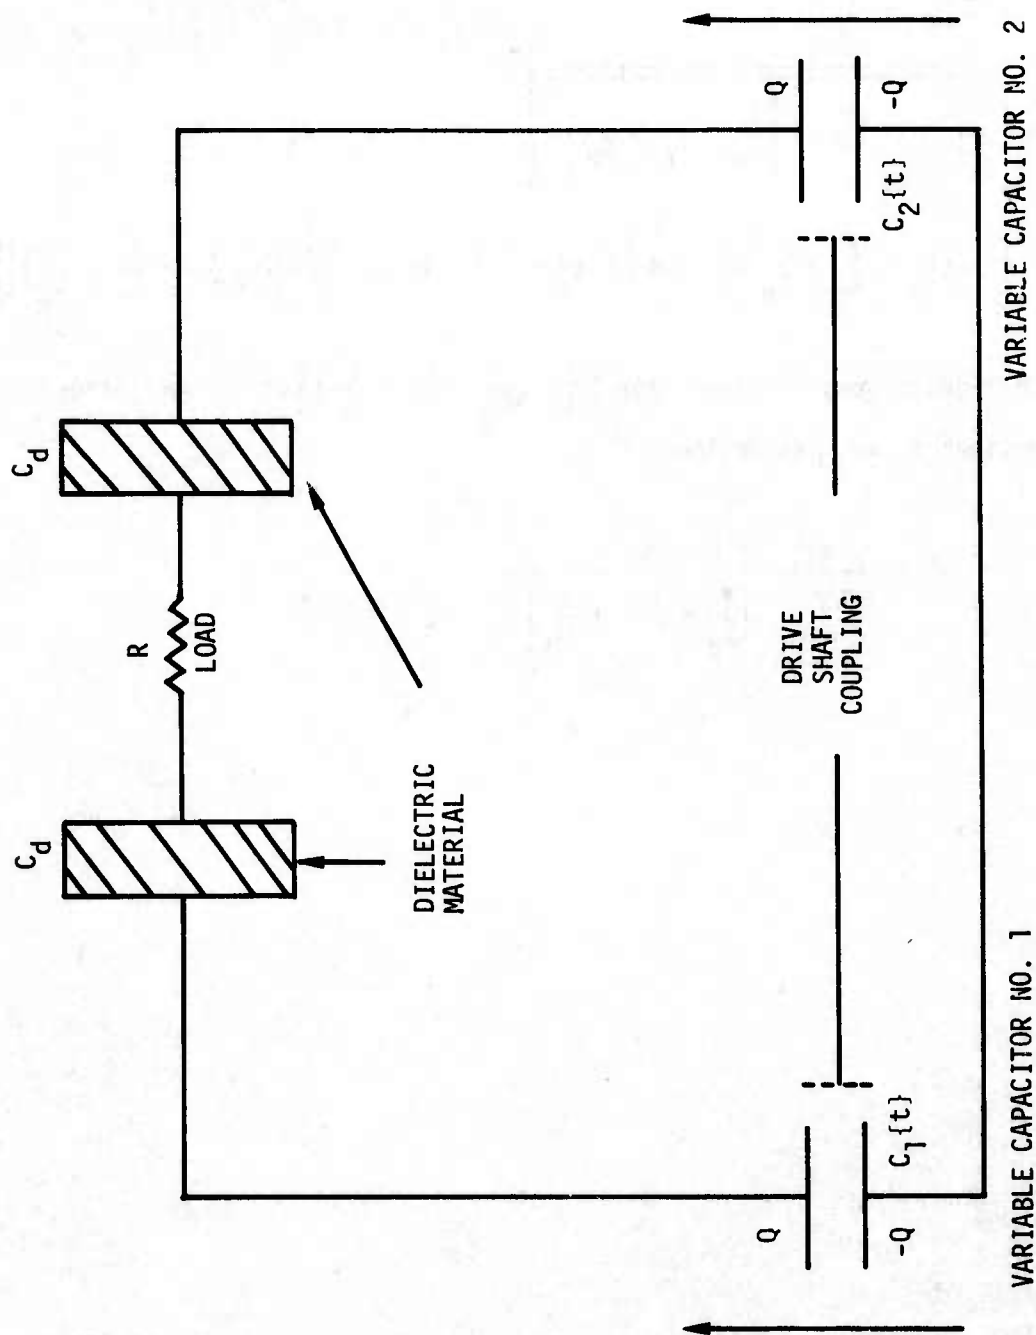 C_d
C_d
R
LOAD
DIELECTRIC
MATERIAL
Q
Q
DRIVE
SHAFT
COUPLING
-Q
C_1{t}
C_2{t}
-Q
VARIABLE CAPACITOR NO. 1
VARIABLE CAPACITOR NO. 2